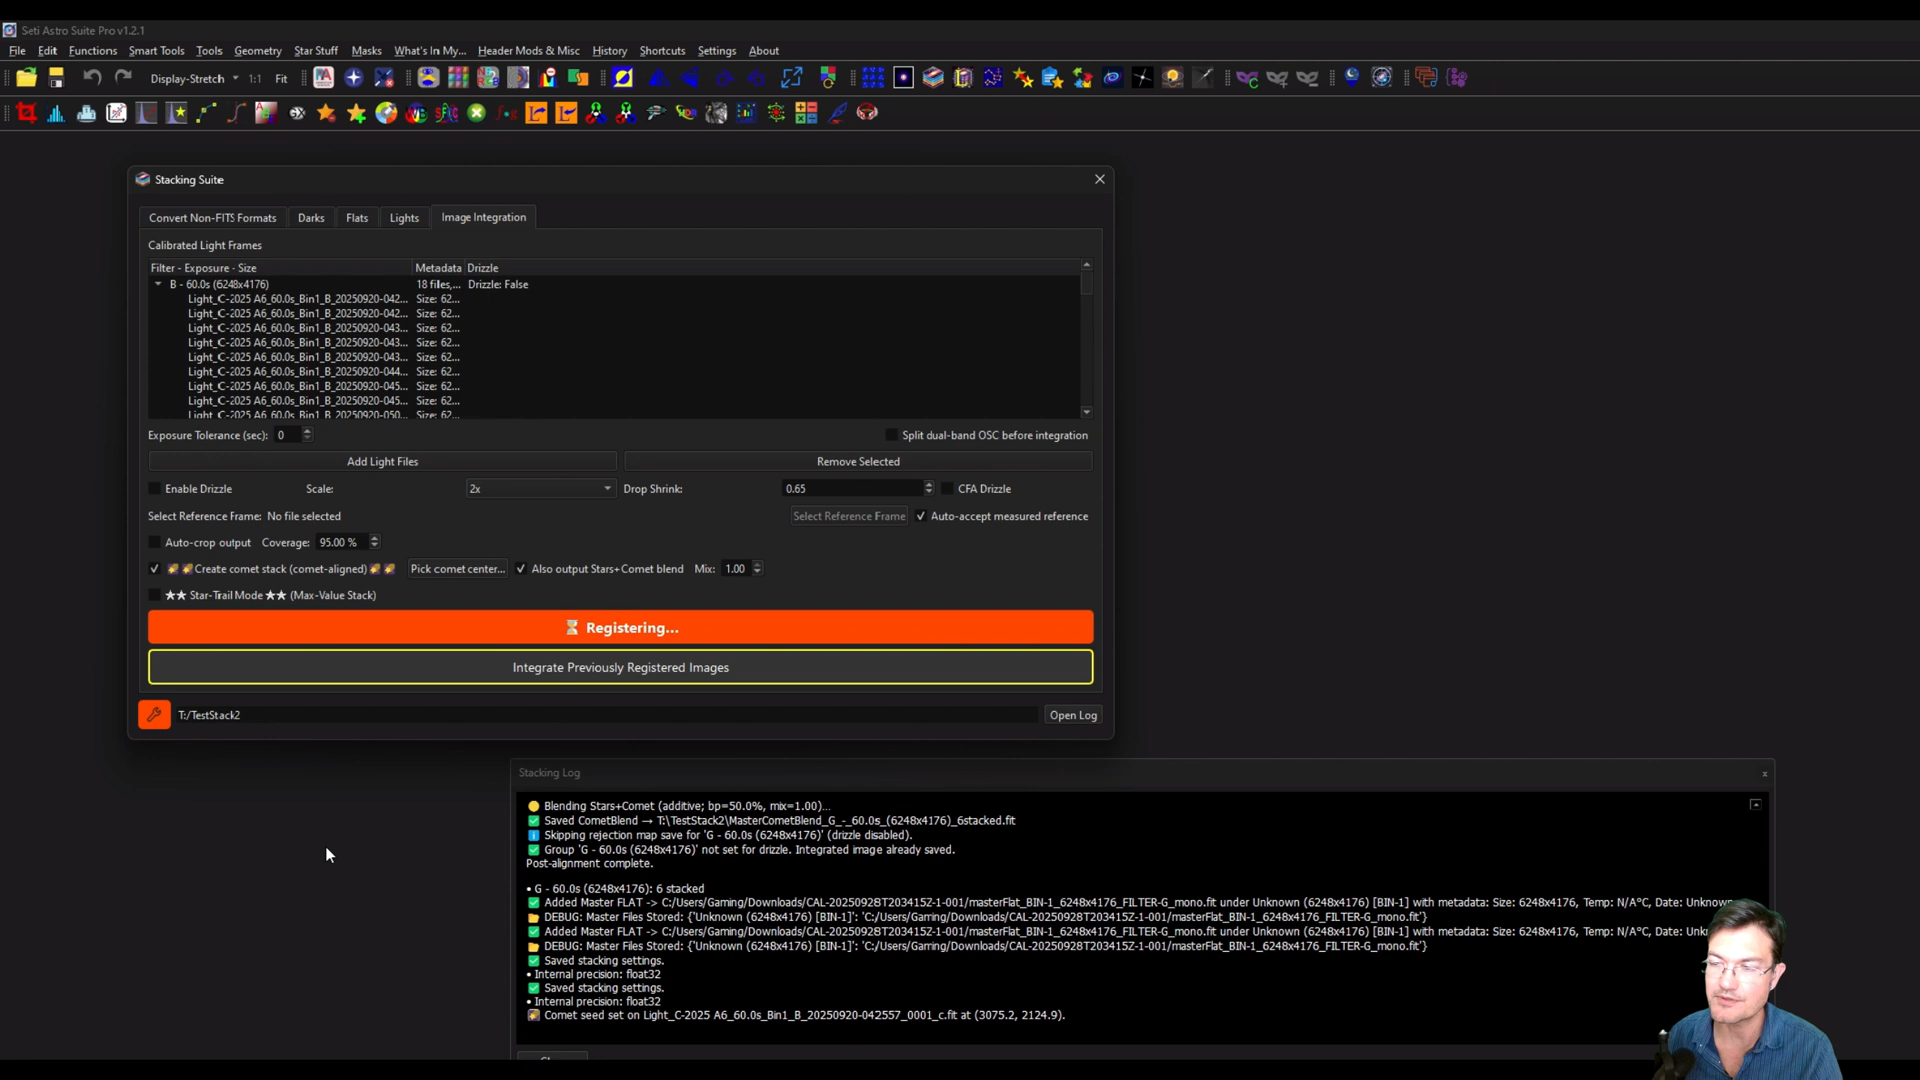 Seti Astro Suite Pro v1.2.1
File Edit Functions Smart Tools Tools Geometry Star Stuff Masks What's In My... Header Mods & Misc History Shortcuts Settings About
Display-Stretch 1:1 Fit
Stacking Suite
Convert Non-FITS Formats Darks Flats Lights Image Integration
Calibrated Light Frames
Filter - Exposure - Size Metadata Drizzle
B - 60.0s (6248x4176) 18 files,... Drizzle: False
Light_C-2025 A6_60.0s_Bin1_B_20250920-042... Size: 62...
Light_C-2025 A6_60.0s_Bin1_B_20250920-042... Size: 62...
Light_C-2025 A6_60.0s_Bin1_B_20250920-043... Size: 62...
Light_C-2025 A6_60.0s_Bin1_B_20250920-043... Size: 62...
Light_C-2025 A6_60.0s_Bin1_B_20250920-043... Size: 62...
Light_C-2025 A6_60.0s_Bin1_B_20250920-044... Size: 62...
Light_C-2025 A6_60.0s_Bin1_B_20250920-045... Size: 62...
Light_C-2025 A6_60.0s_Bin1_B_20250920-045... Size: 62...
Light_C-2025 A6_60.0s_Bin1_B_20250920-050... Size: 62...
Exposure Tolerance (sec): 0 Split dual-band OSC before integration
Add Light Files Remove Selected
Enable Drizzle Scale: 2x Drop Shrink: 0.65 CFA Drizzle
Select Reference Frame: No file selected Select Reference Frame Auto-accept measured reference
Auto-crop output Coverage: 95.00 %
Create comet stack (comet-aligned) Pick comet center... Also output Stars+Comet blend Mix: 1.00
★★ Star-Trail Mode ★★ (Max-Value Stack)
Registering...
Integrate Previously Registered Images
T:/TestStack2 Open Log
Stacking Log
Blending Stars+Comet (additive; bp=50.0%, mix=1.00)...
Saved CometBlend → T:\TestStack2\MasterCometBlend_G_-_60.0s_(6248x4176)_6stacked.fit
Skipping rejection map save for 'G - 60.0s (6248x4176)' (drizzle disabled).
Group 'G - 60.0s (6248x4176)' not set for drizzle. Integrated image already saved.
Post-alignment complete.
• G - 60.0s (6248x4176): 6 stacked
Added Master FLAT -> C:/Users/Gaming/Downloads/CAL-20250928T203415Z-1-001/masterFlat_BIN-1_6248x4176_FILTER-G_mono.fit under Unknown (6248x4176) [BIN-1] with metadata: Size: 6248x4176, Temp: N/A°C, Date: Unknown
DEBUG: Master Files Stored: {'Unknown (6248x4176) [BIN-1]': 'C:/Users/Gaming/Downloads/CAL-20250928T203415Z-1-001/masterFlat_BIN-1_6248x4176_FILTER-G_mono.fit'}
Added Master FLAT -> C:/Users/Gaming/Downloads/CAL-20250928T203415Z-1-001/masterFlat_BIN-1_6248x4176_FILTER-G_mono.fit under Unknown (6248x4176) [BIN-1] with metadata: Size: 6248x4176, Temp: N/A°C, Date:
DEBUG: Master Files Stored: {'Unknown (6248x4176) [BIN-1]': 'C:/Users/Gaming/Downloads/CAL-20250928T203415Z-1-001/masterFlat_BIN-1_6248x4176_FILTER-G_mono.fit'}
Saved stacking settings.
• Internal precision: float32
Saved stacking settings.
• Internal precision: float32
Comet seed set on Light_C-2025 A6_60.0s_Bin1_B_20250920-042557_0001_c.fit at (3075.2, 2124.9).